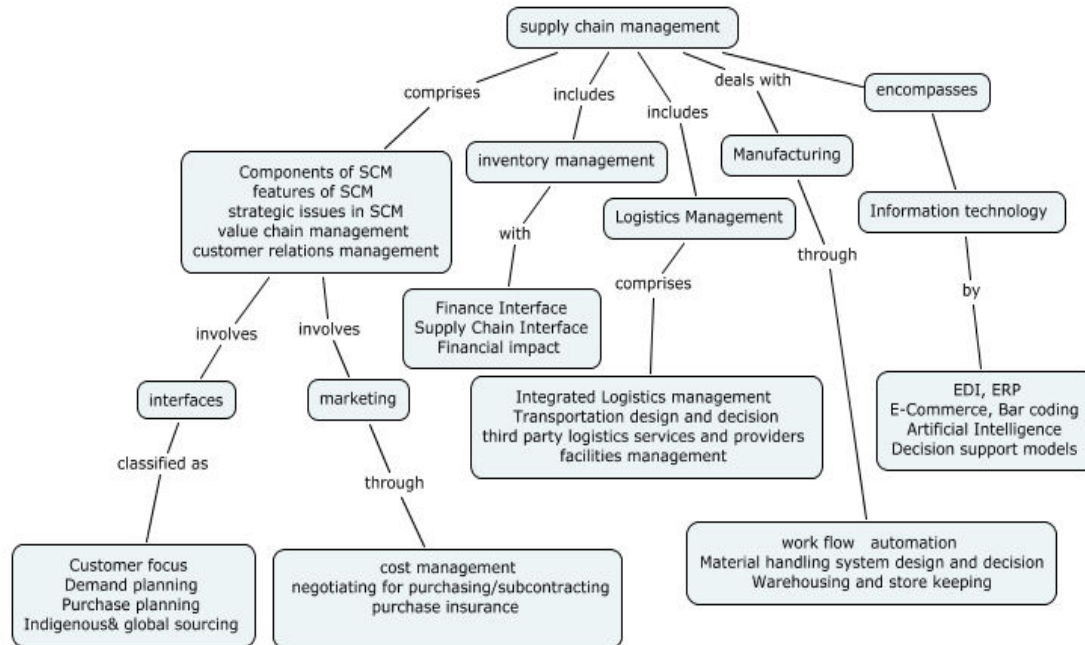 supply chain management
comprises
includes
includes
deals with
encompasses
Components of SCM
features of SCM
strategic issues in SCM
value chain management
customer relations management
inventory management
Manufacturing
Logistics Management
Information technology
with
through
comprises
by
Finance Interface
Supply Chain Interface
Financial impact
involves
involves
interfaces
marketing
Integrated Logistics management
Transportation design and decision
third party logistics services and providers
facilities management
EDI, ERP
E-Commerce, Bar coding
Artificial Intelligence
Decision support models
classified as
through
Customer focus
Demand planning
Purchase planning
Indigenous& global sourcing
cost management
negotiating for purchasing/subcontracting
purchase insurance
work flow automation
Material handling system design and decision
Warehousing and store keeping